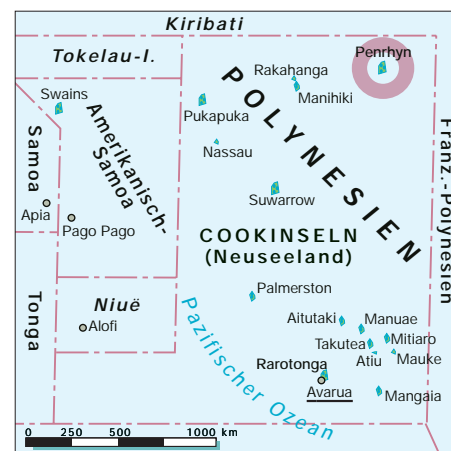 Kiribati
Tokelau-I.
Penrhyn
Rakahanga
Manihiki
Swains
Pukapuka
Nassau
POLYNESIEN
Amerikanisch-
Samoa
Samoa
Apia
Pago Pago
Suwarrow
Franz.-Polynesien
COOKINSELN
(Neuseeland)
Tonga
Niuë
Alofi
Palmerston
Aitutaki
Manuae
Takutea
Mitiaro
Atiu
Mauke
Rarotonga
Avarua
Mangaia
Pazifischer Ozean
0 250 500 1000 km